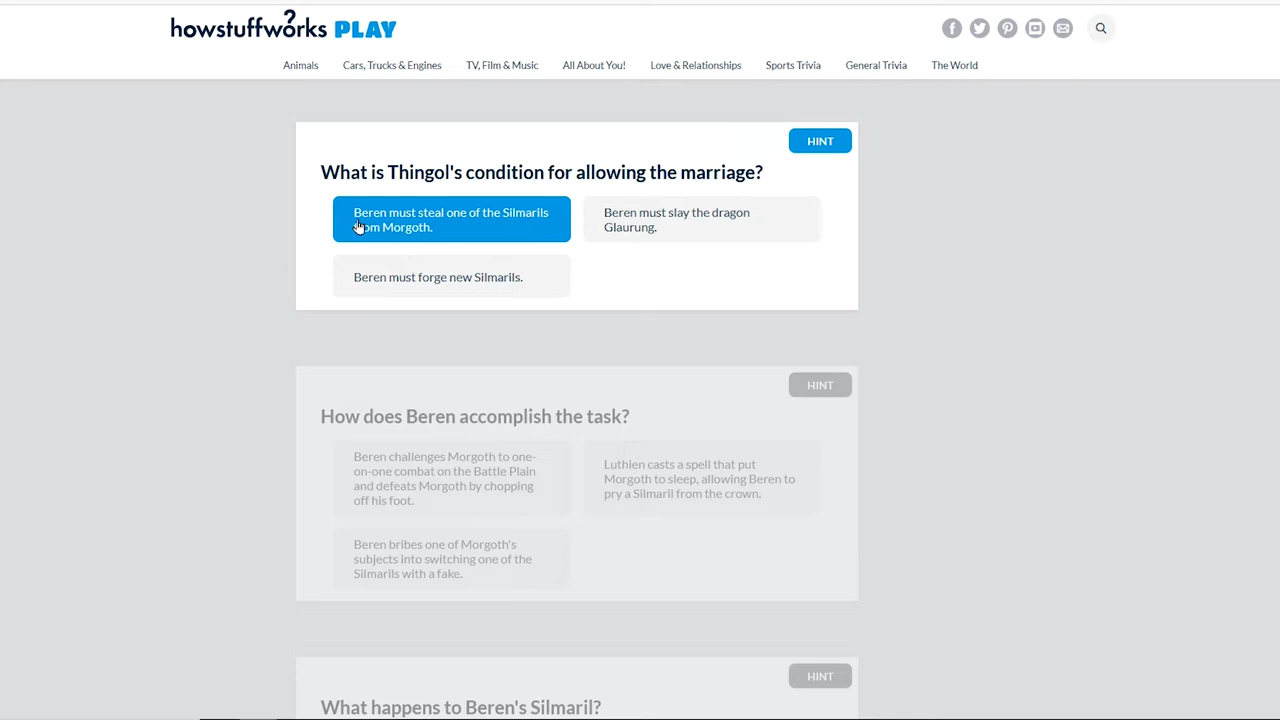 howstuffworks PLAY
Animals Cars, Trucks & Engines TV, Film & Music All About You! Love & Relationships Sports Trivia General Trivia The World
HINT
What is Thingol's condition for allowing the marriage?
Beren must steal one of the Silmarils
from Morgoth.
Beren must slay the dragon
Glaurung.
Beren must forge new Silmarils.
HINT
How does Beren accomplish the task?
Beren challenges Morgoth to one-
on-one combat on the Battle Plain
and defeats Morgoth by chopping
off his foot.
Luthien casts a spell that put
Morgoth to sleep, allowing Beren to
pry a Silmaril from the crown.
Beren bribes one of Morgoth's
subjects into switching one of the
Silmarils with a fake.
HINT
What happens to Beren's Silmaril?